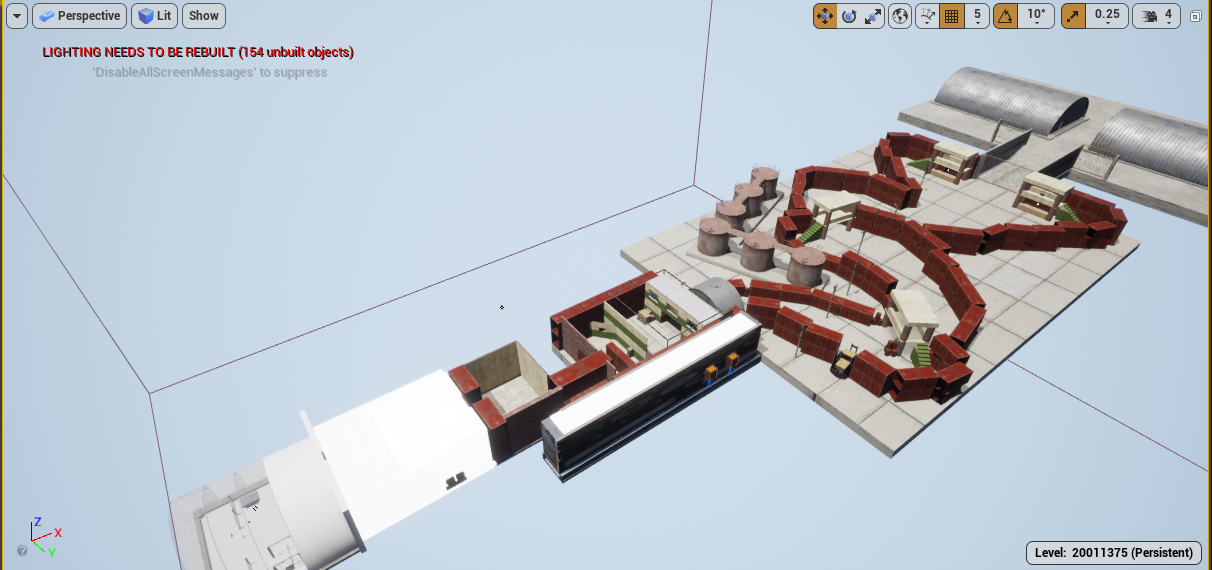 Perspective Lit Show 5 10° 0.25 4
LIGHTING NEEDS TO BE REBUILT (154 unbuilt objects)
'DisableAllScreenMessages' to suppress
Z
X
Y
?
Level: 20011375 (Persistent)